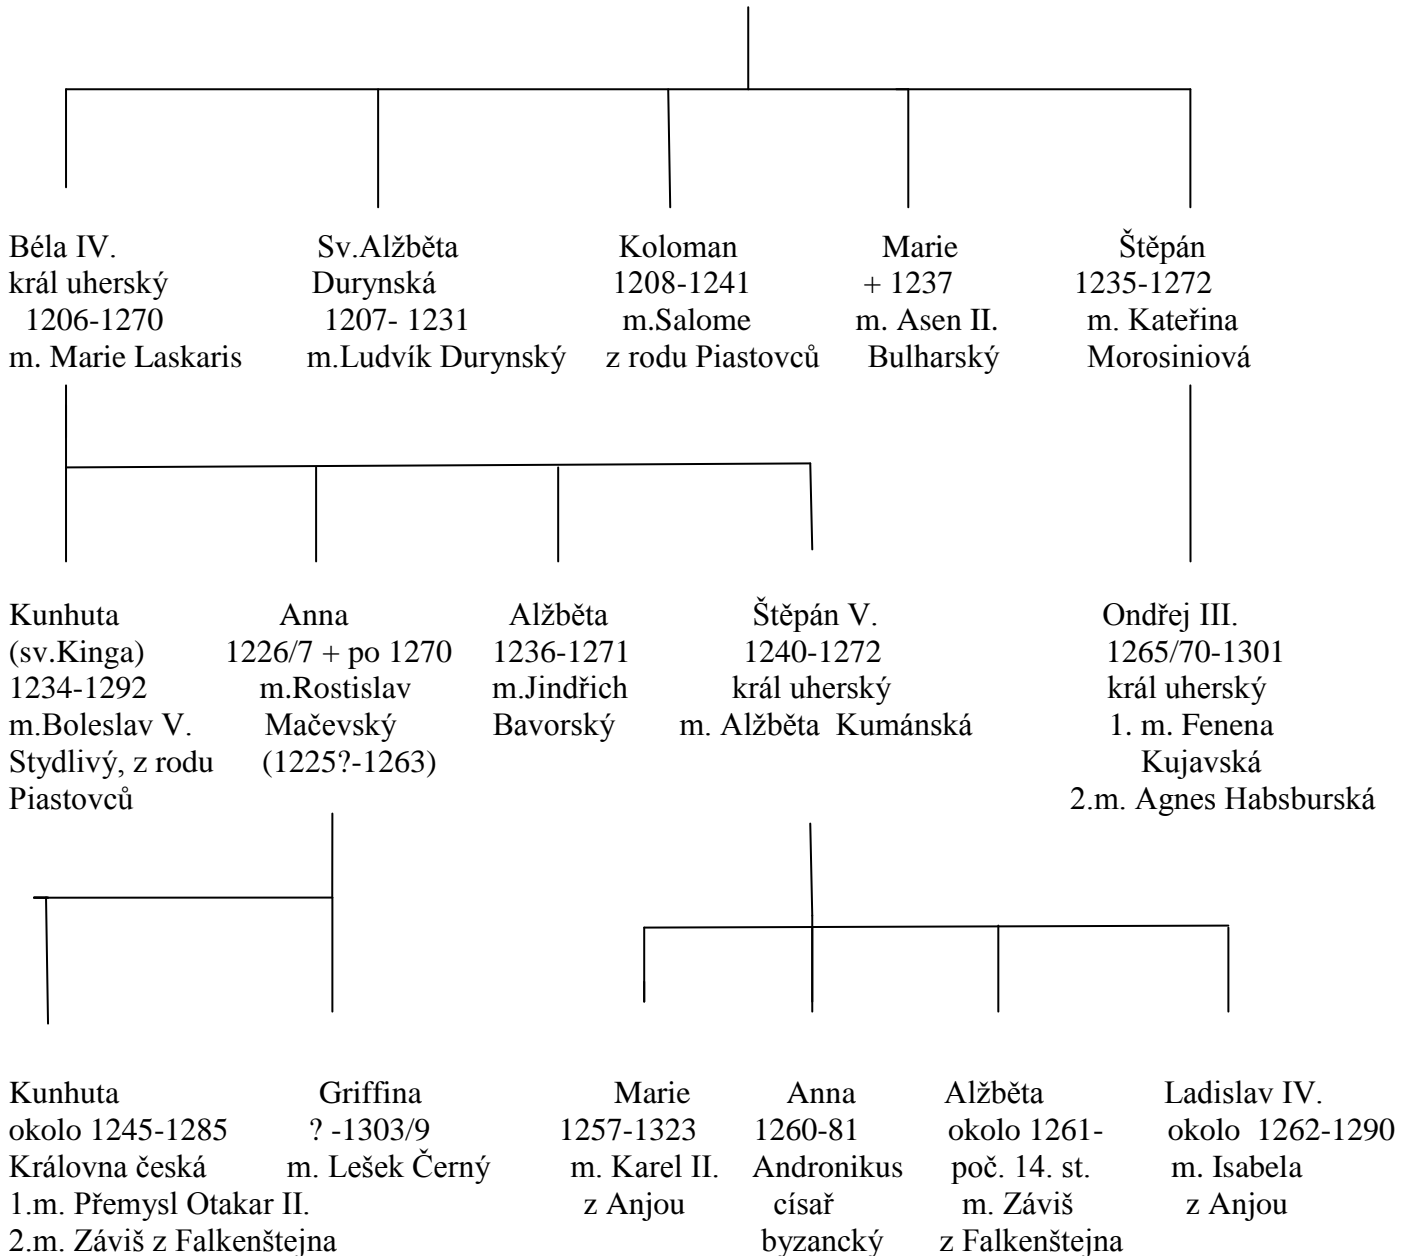 Béla IV.
král uherský
1206-1270
m. Marie Laskaris
Sv.Alžběta
Durynská
1207- 1231
m.Ludvík Durynský
Koloman
1208-1241
m.Salome
z rodu Piastovců
Marie
+ 1237
m. Asen II.
Bulharský
Štěpán
1235-1272
m. Kateřina
Morosiniová
Kunhuta
(sv.Kinga)
1234-1292
m.Boleslav V.
Stydlivý, z rodu
Piastovců
Anna
1226/7 + po 1270
m.Rostislav
Mačevský
(1225?-1263)
Alžběta
1236-1271
m.Jindřich
Bavorský
Štěpán V.
1240-1272
král uherský
m. Alžběta Kumánská
Ondřej III.
1265/70-1301
král uherský
1. m. Fenena
Kujavská
2.m. Agnes Habsburská
Kunhuta
okolo 1245-1285
Královna česká
1.m. Přemysl Otakar II.
2.m. Záviš z Falkenštejna
Griffina
? -1303/9
m. Lešek Černý
Marie
1257-1323
m. Karel II.
z Anjou
Anna
1260-81
Andronikus
císař
byzancký
Alžběta
okolo 1261-
poč. 14. st.
m. Záviš
z Falkenštejna
Ladislav IV.
okolo 1262-1290
m. Isabela
z Anjou